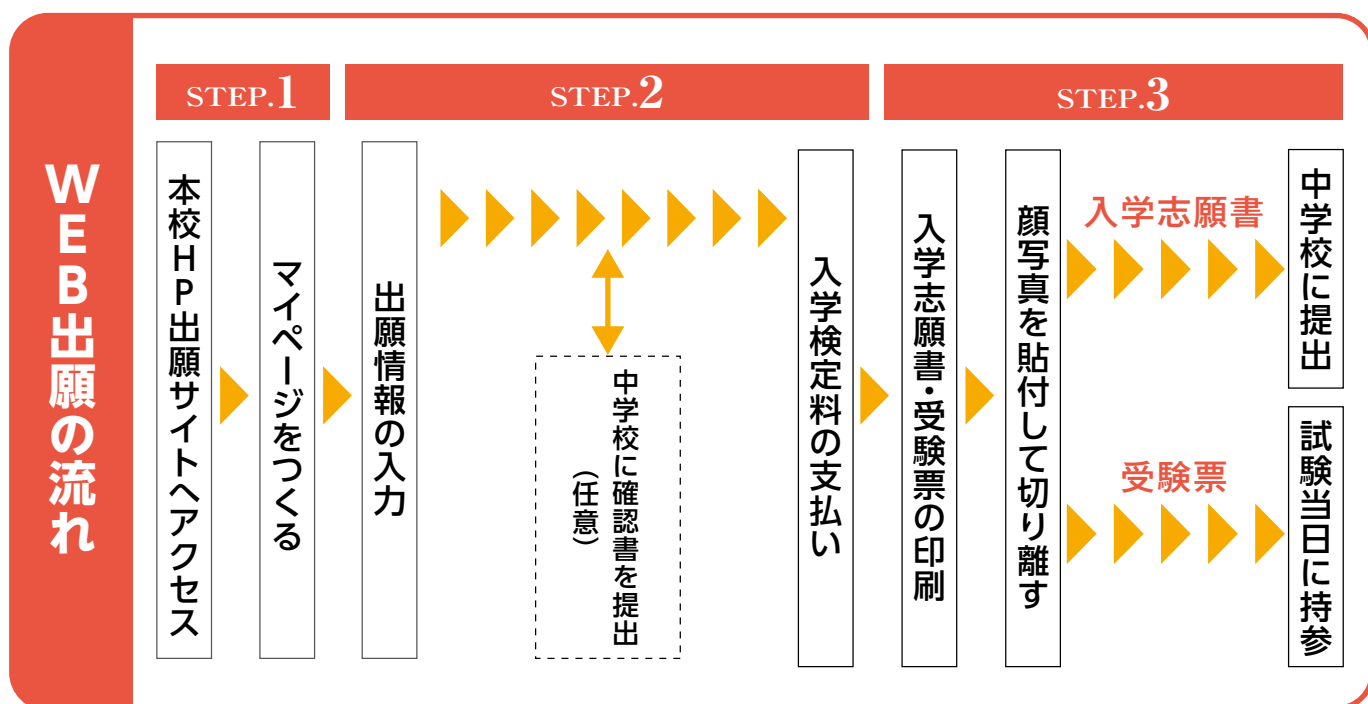 WEB出願の流れ
STEP.1
STEP.2
STEP.3
本校HP出願サイトへアクセス
マイページをつくる
出願情報の入力
中学校に確認書を提出
（任意）
入学検定料の支払い
入学志願書・受験票の印刷
顔写真を貼付して切り離す
入学志願書
中学校に提出
受験票
試験当日に持参